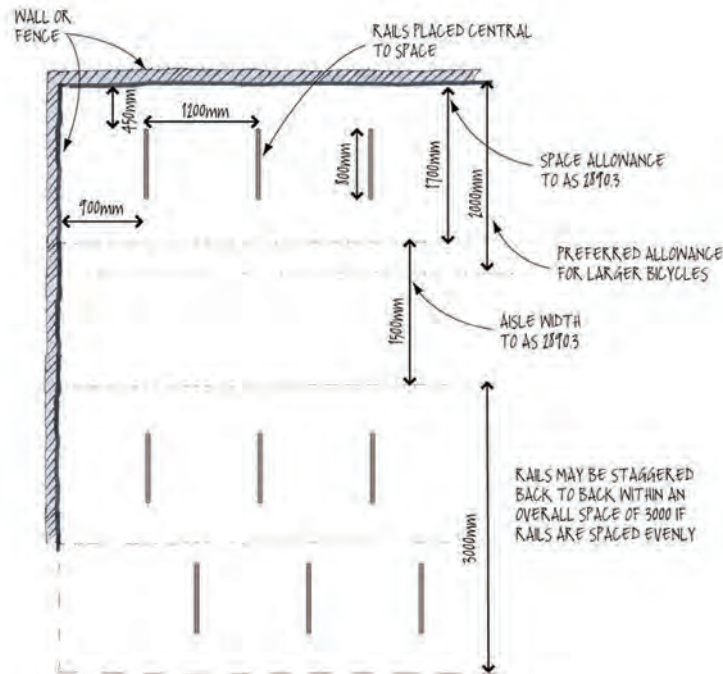 WALL OR
FENCE
RAILS PLACED CENTRAL
TO SPACE
450mm
1200mm
800mm
1700mm
2000mm
SPACE ALLOWANCE
TO AS 2890.3
900mm
PREFERRED ALLOWANCE
FOR LARGER BICYCLES
1500mm
AISLE WIDTH
TO AS 2890.3
3000mm
RAILS MAY BE STAGGERED
BACK TO BACK WITHIN AN
OVERALL SPACE OF 3000 IF
RAILS ARE SPACED EVENLY